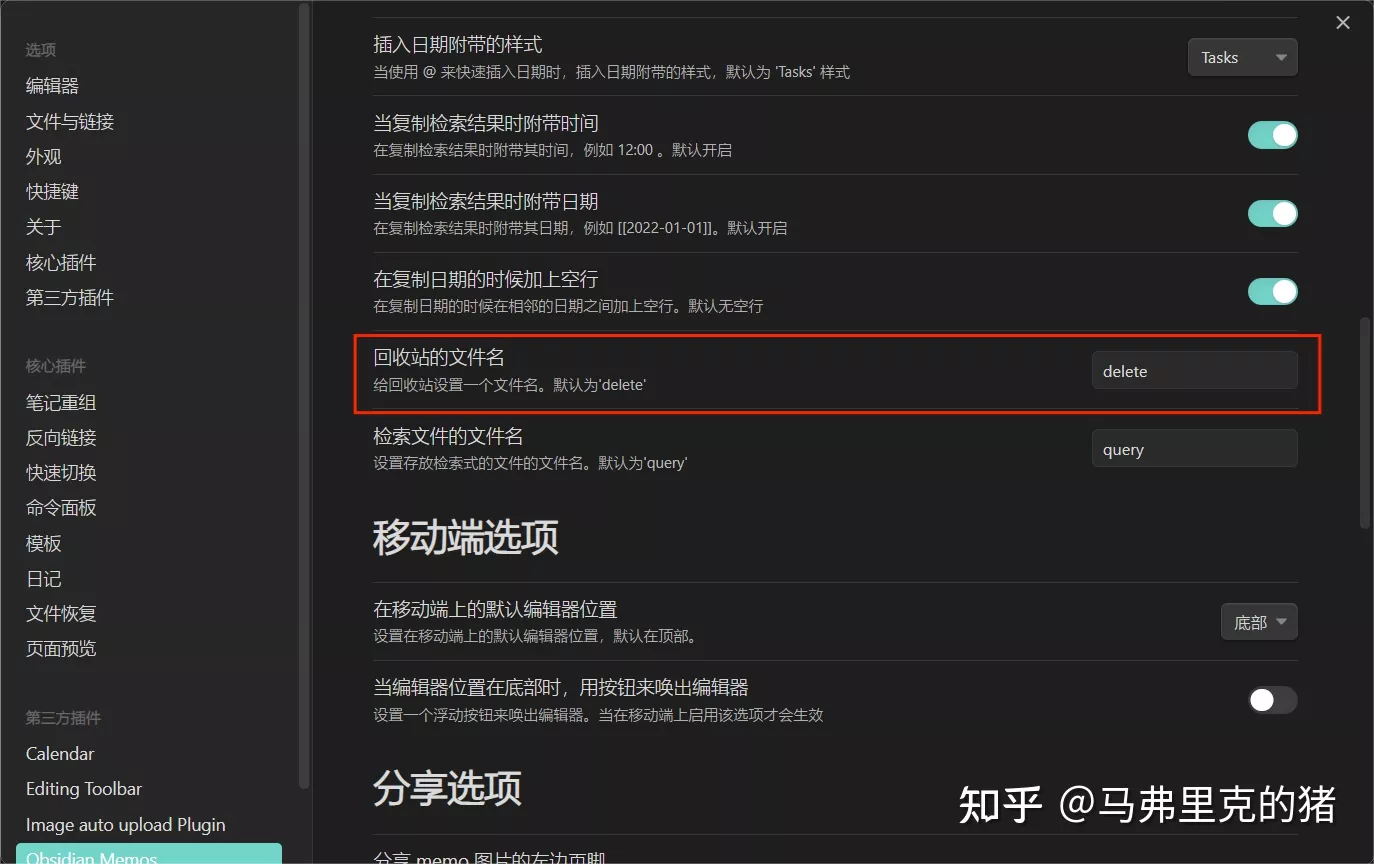 选项
编辑器
文件与链接
外观
快捷键
关于
核心插件
第三方插件
核心插件
笔记重组
反向链接
快速切换
命令面板
模板
日记
文件恢复
页面预览
第三方插件
Calendar
Editing Toolbar
Image auto upload Plugin
Obsidian Memos
插入日期附带的样式
当使用 @ 来快速插入日期时，插入日期附带的样式，默认为 'Tasks' 样式
Tasks
当复制检索结果时附带时间
在复制检索结果时附带其时间，例如 12:00 。默认开启
当复制检索结果时附带日期
在复制检索结果时附带其日期，例如 [[2022-01-01]]。默认开启
在复制日期的时候加上空行
在复制日期的时候在相邻的日期之间加上空行。默认无空行
回收站的文件名
给回收站设置一个文件名。默认为'delete'
delete
检索文件的文件名
设置存放检索式的文件的文件名。默认为'query'
query
移动端选项
在移动端上的默认编辑器位置
设置在移动端上的默认编辑器位置，默认在顶部。
底部
当编辑器位置在底部时，用按钮来唤出编辑器
设置一个浮动按钮来唤出编辑器。当在移动端上启用该选项才会生效
分享选项
分享 memo 图片的左边页脚
知乎 @马弗里克的猪